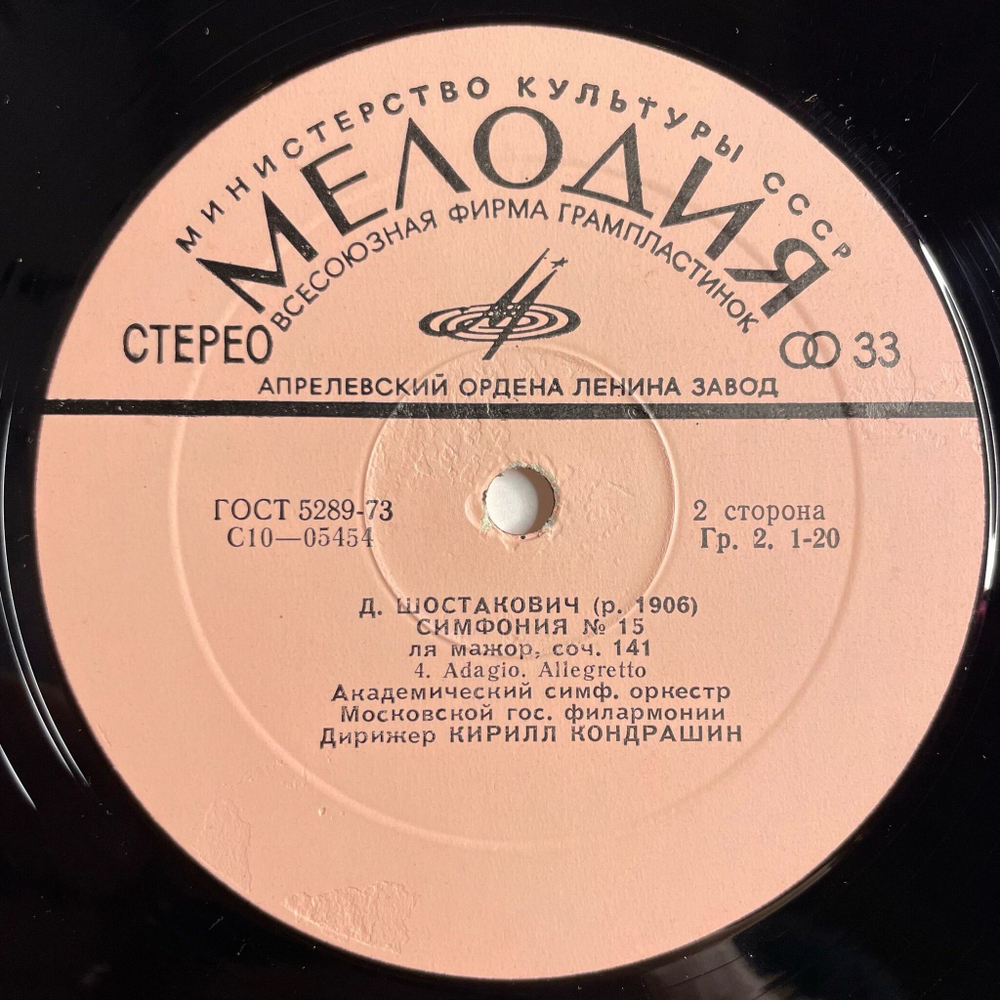 МИНИСТЕРСТВО КУЛЬТУРЫ СССР
МЕЛОДИЯ
ВСЕСОЮЗНАЯ ФИРМА ГРАМПЛАСТИНОК
СТЕРЕО
33
АПРЕЛЕВСКИЙ ОРДЕНА ЛЕНИНА ЗАВОД
ГОСТ 5289-73
С10—05454
2 сторона
Гр. 2. 1-20
Д. ШОСТАКОВИЧ (р. 1906)
СИМФОНИЯ № 15
ля мажор, соч. 141
4. Adagio. Allegretto
Академический симф. оркестр
Московской гос. филармонии
Дирижер КИРИЛЛ КОНДРАШИН